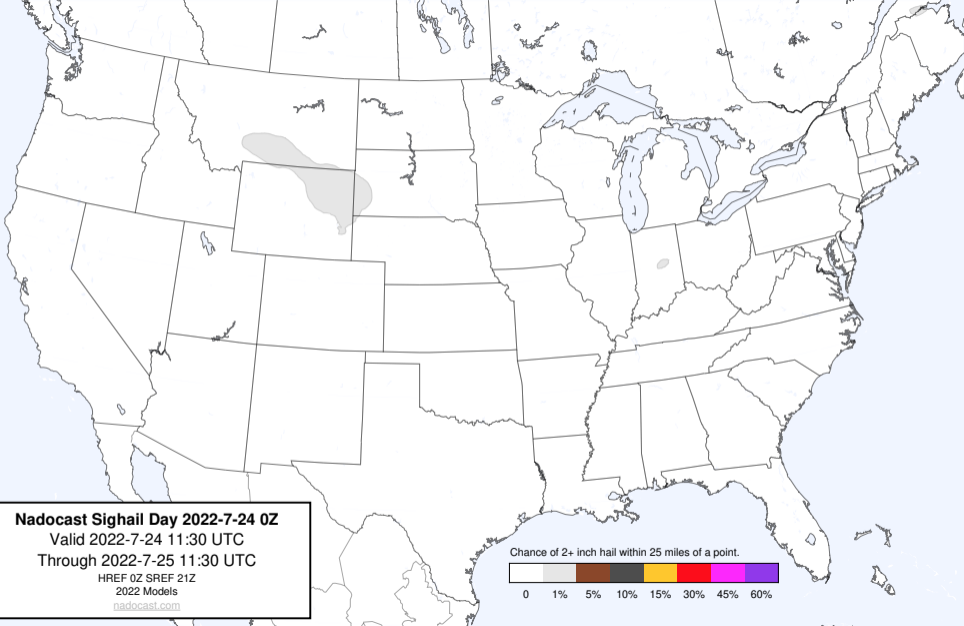 Nadocast Sighail Day 2022-7-24 0Z
Valid 2022-7-24 11:30 UTC
Through 2022-7-25 11:30 UTC
HREF 0Z SREF 21Z
2022 Models
nadocast.com
Chance of 2+ inch hail within 25 miles of a point.
0 1% 5% 10% 15% 30% 45% 60%